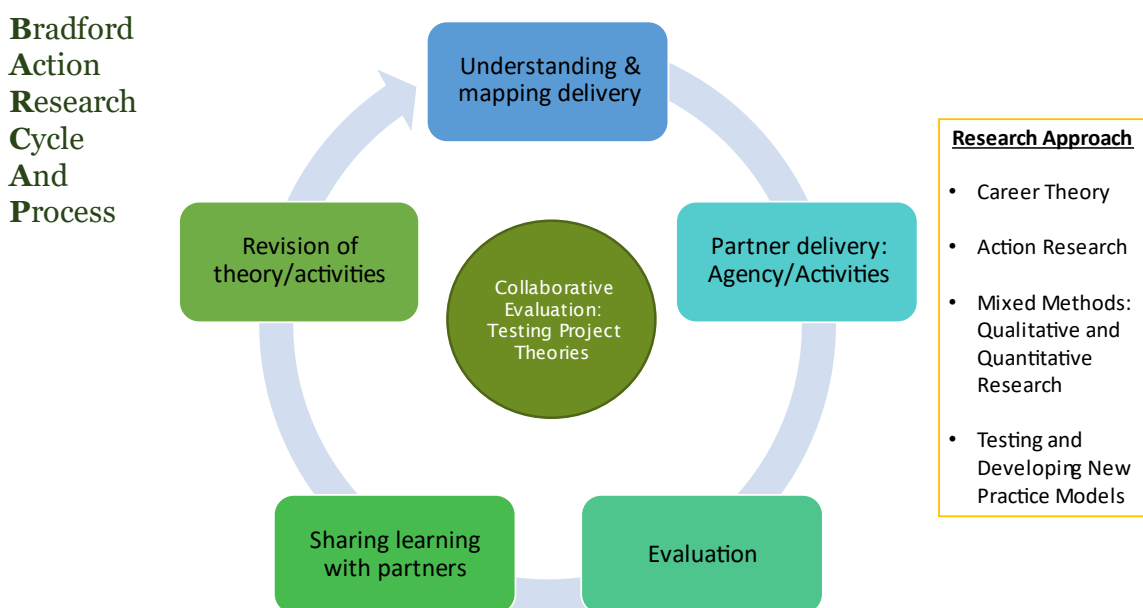 Bradford
Action
Research
Cycle
And
Process
Understanding &
mapping delivery
Partner delivery:
Agency/Activities
Evaluation
Sharing learning
with partners
Revision of
theory/activities
Collaborative
Evaluation:
Testing Project
Theories
Research Approach
• Career Theory
• Action Research
• Mixed Methods:
Qualitative and
Quantitative
Research
• Testing and
Developing New
Practice Models